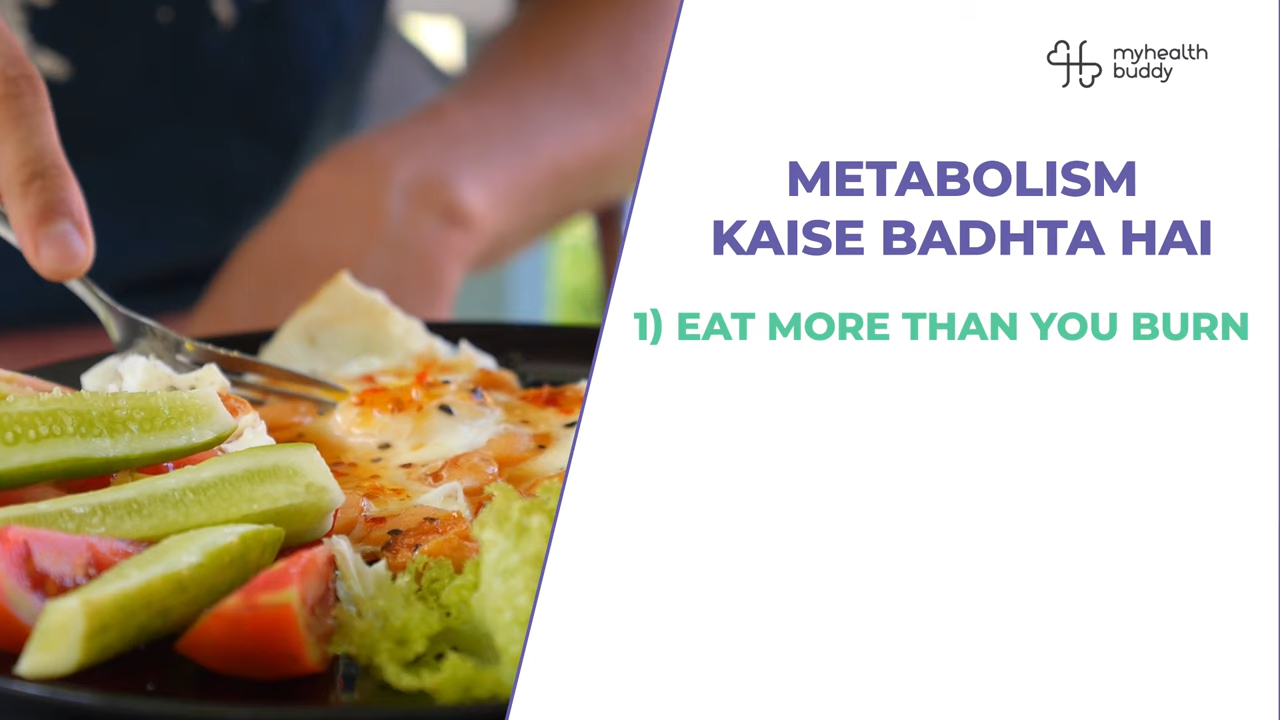 myhealth
buddy
METABOLISM
KAISE BADHTA HAI
1) EAT MORE THAN YOU BURN